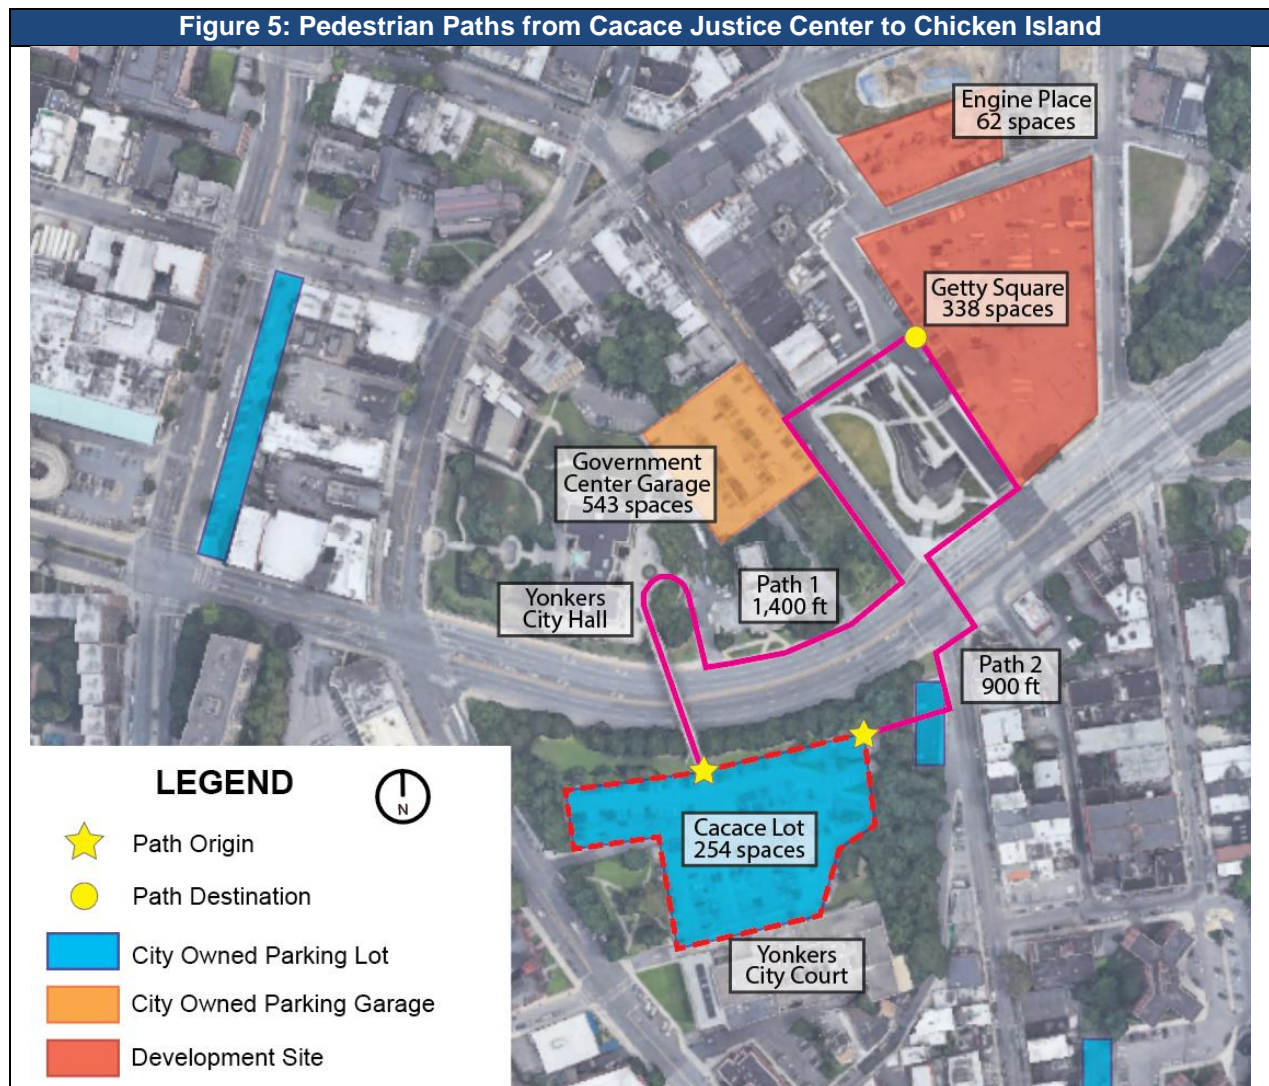 Figure 5: Pedestrian Paths from Cacace Justice Center to Chicken Island
Engine Place
62 spaces
Getty Square
338 spaces
Government
Center Garage
543 spaces
Yonkers
City Hall
Path 1
1,400 ft
Path 2
900 ft
Cacace Lot
254 spaces
Yonkers
City Court
LEGEND
N
Path Origin
Path Destination
City Owned Parking Lot
City Owned Parking Garage
Development Site